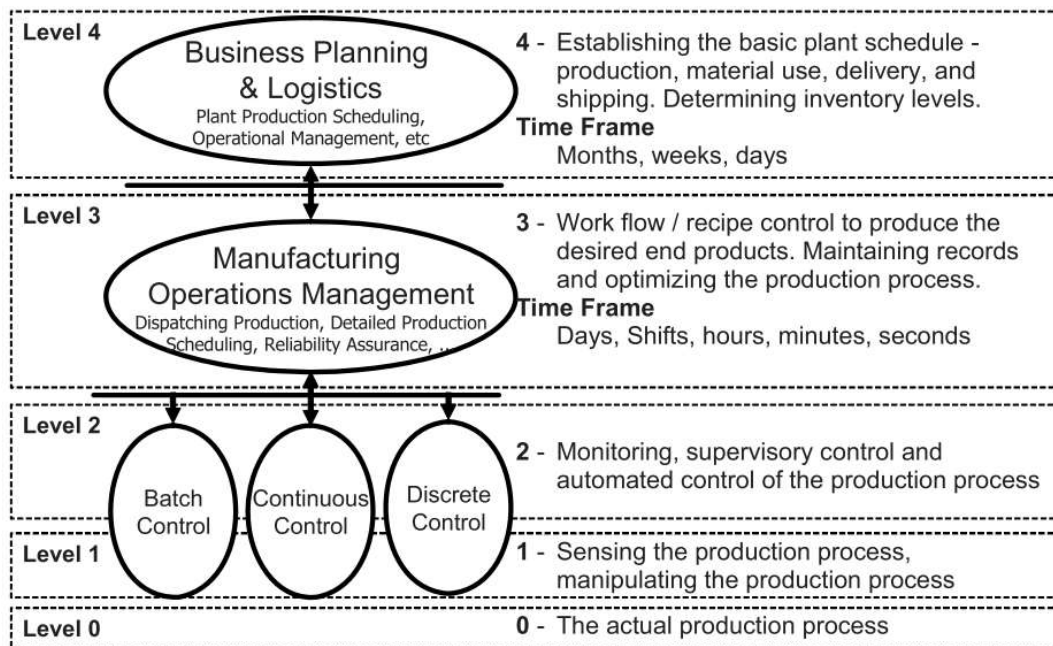 Level 4
Business Planning
& Logistics
Plant Production Scheduling,
Operational Management, etc
4 - Establishing the basic plant schedule -
production, material use, delivery, and
shipping. Determining inventory levels.
Time Frame
Months, weeks, days
Level 3
Manufacturing
Operations Management
Dispatching Production, Detailed Production
Scheduling, Reliability Assurance, ...
3 - Work flow / recipe control to produce the
desired end products. Maintaining records
and optimizing the production process.
Time Frame
Days, Shifts, hours, minutes, seconds
Level 2
Batch
Control
Continuous
Control
Discrete
Control
2 - Monitoring, supervisory control and
automated control of the production process
Level 1
1 - Sensing the production process,
manipulating the production process
Level 0
0 - The actual production process